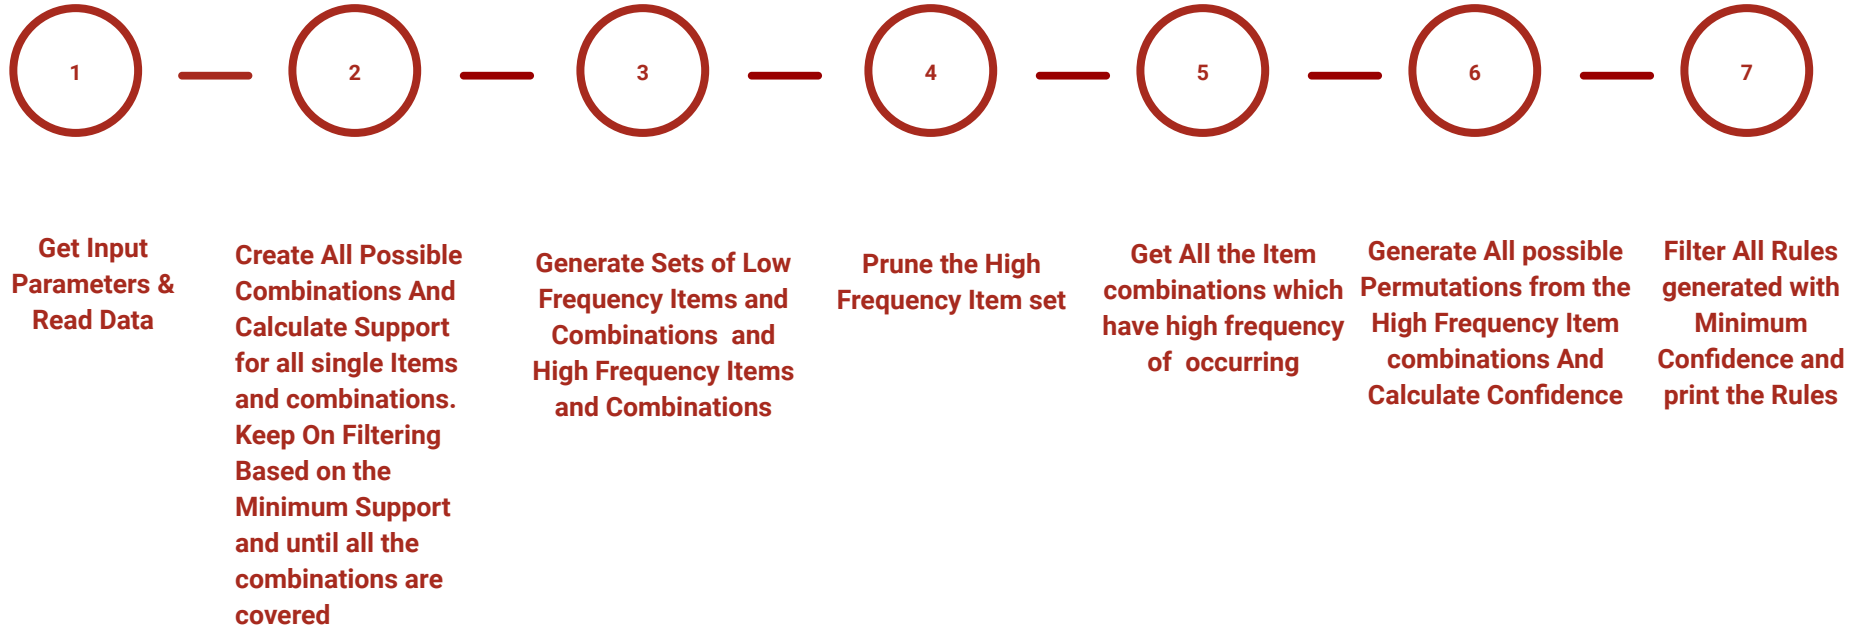 1
2
3
4
5
6
7
Get Input
Parameters &
Read Data
Create All Possible
Combinations And
Calculate Support
for all single Items
and combinations.
Keep On Filtering
Based on the
Minimum Support
and until all the
combinations are
covered
Generate Sets of Low
Frequency Items and
Combinations and
High Frequency Items
and Combinations
Prune the High
Frequency Item set
Get All the Item
combinations which
have high frequency
of occurring
Generate All possible
Permutations from the
High Frequency Item
combinations And
Calculate Confidence
Filter All Rules
generated with
Minimum
Confidence and
print the Rules